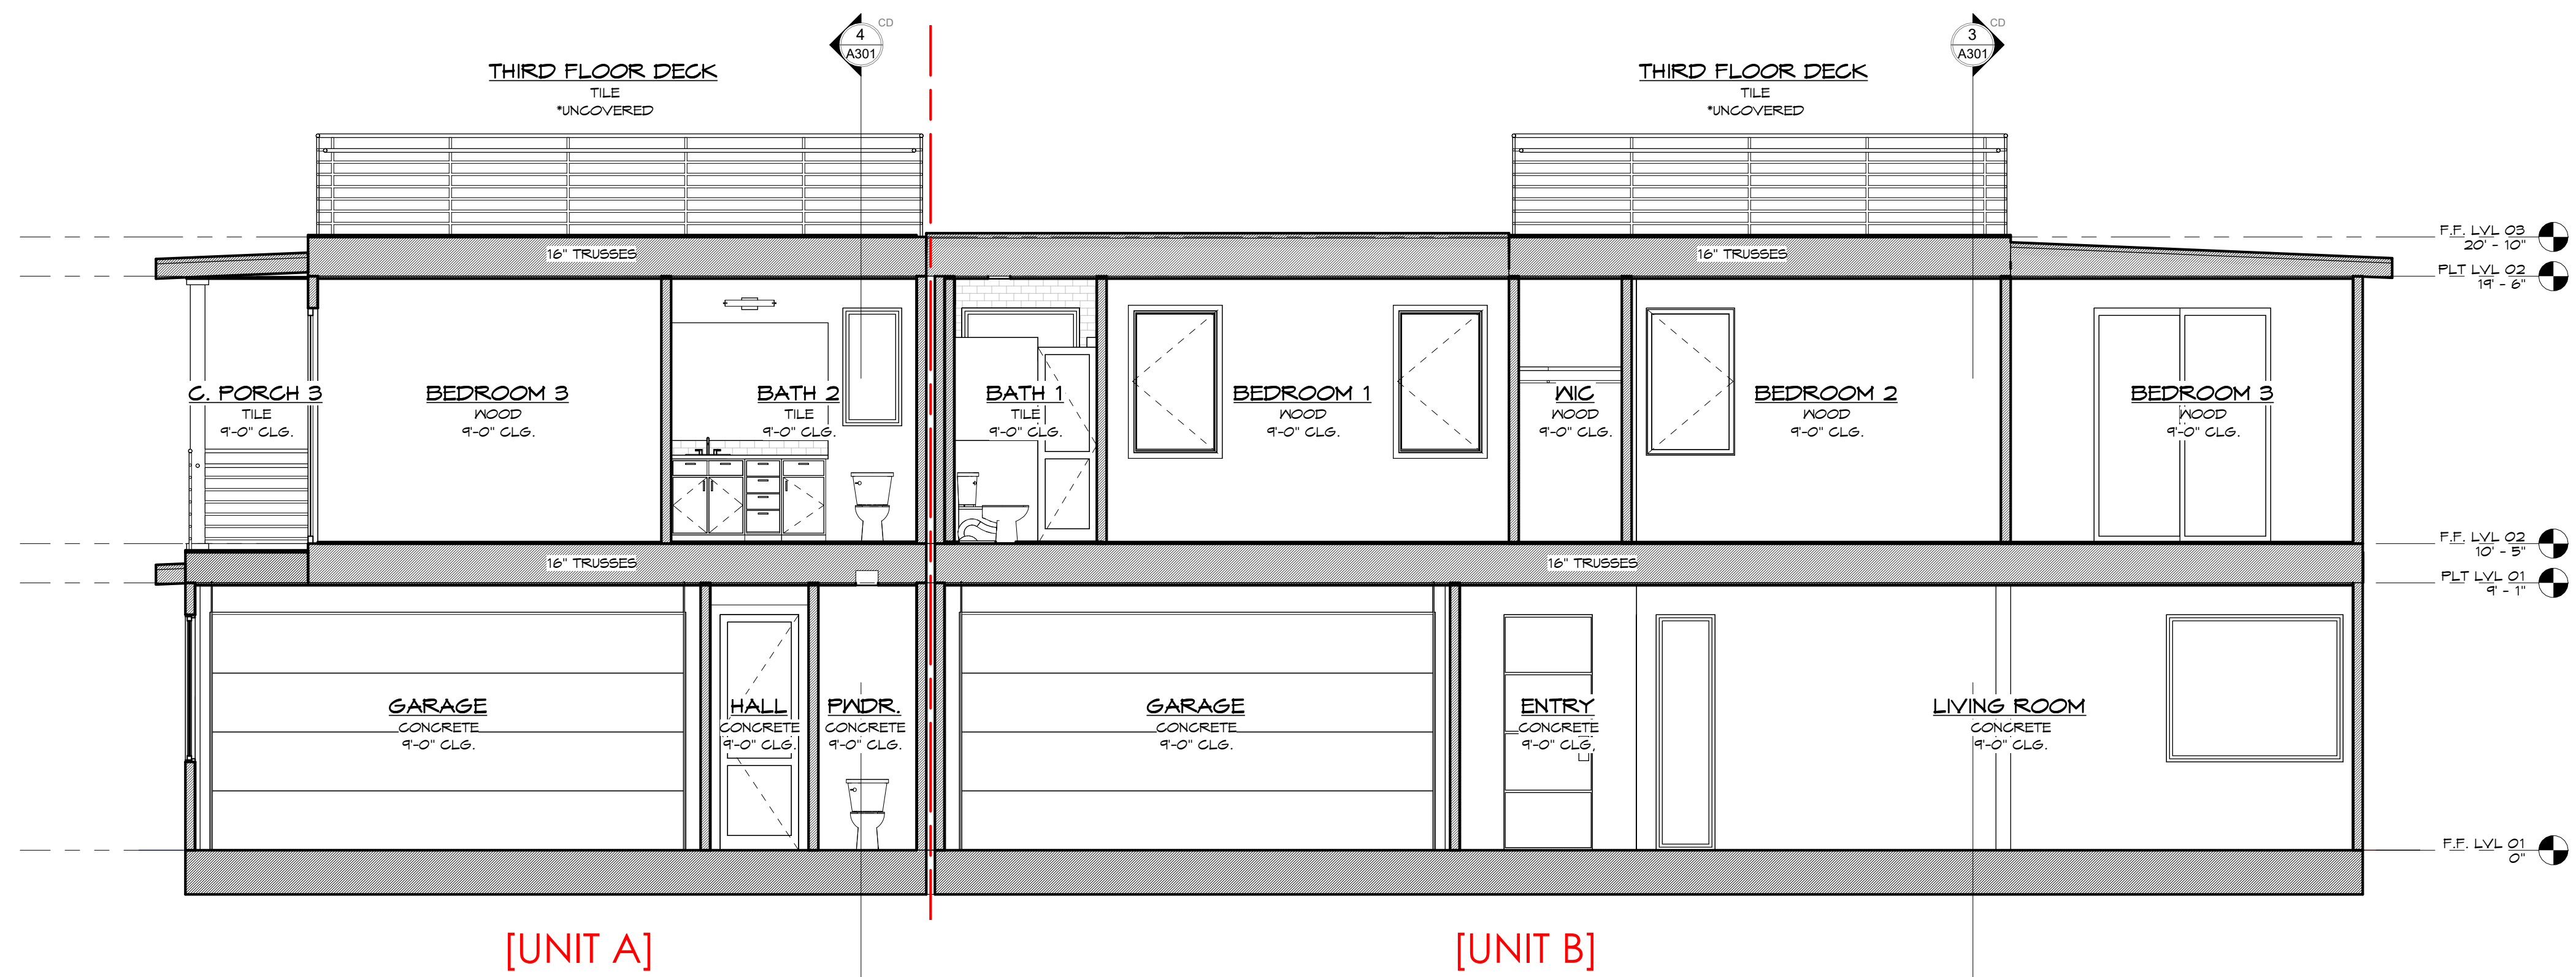 4
A301
CD
3
A301
CD
THIRD FLOOR DECK
TILE
*UNCOVERED
THIRD FLOOR DECK
TILE
*UNCOVERED
16" TRUSSES
16" TRUSSES
F.F. LVL 03
20' - 10"
PLT LVL 02
19' - 6"
C. PORCH 3
TILE
9'-0" CLG.
BEDROOM 3
WOOD
9'-0" CLG.
BATH 2
TILE
9'-0" CLG.
BATH 1
TILE
9'-0" CLG.
BEDROOM 1
WOOD
9'-0" CLG.
WIC
WOOD
9'-0" CLG.
BEDROOM 2
WOOD
9'-0" CLG.
BEDROOM 3
WOOD
9'-0" CLG.
16" TRUSSES
16" TRUSSES
F.F. LVL 02
10' - 5"
PLT LVL 01
9' - 1"
GARAGE
CONCRETE
9'-0" CLG.
HALL
CONCRETE
9'-0" CLG.
PWDR.
CONCRETE
9'-0" CLG.
GARAGE
CONCRETE
9'-0" CLG.
ENTRY
CONCRETE
9'-0" CLG.
LIVING ROOM
CONCRETE
9'-0" CLG.
F.F. LVL 01
0"
[UNIT A]
[UNIT B]